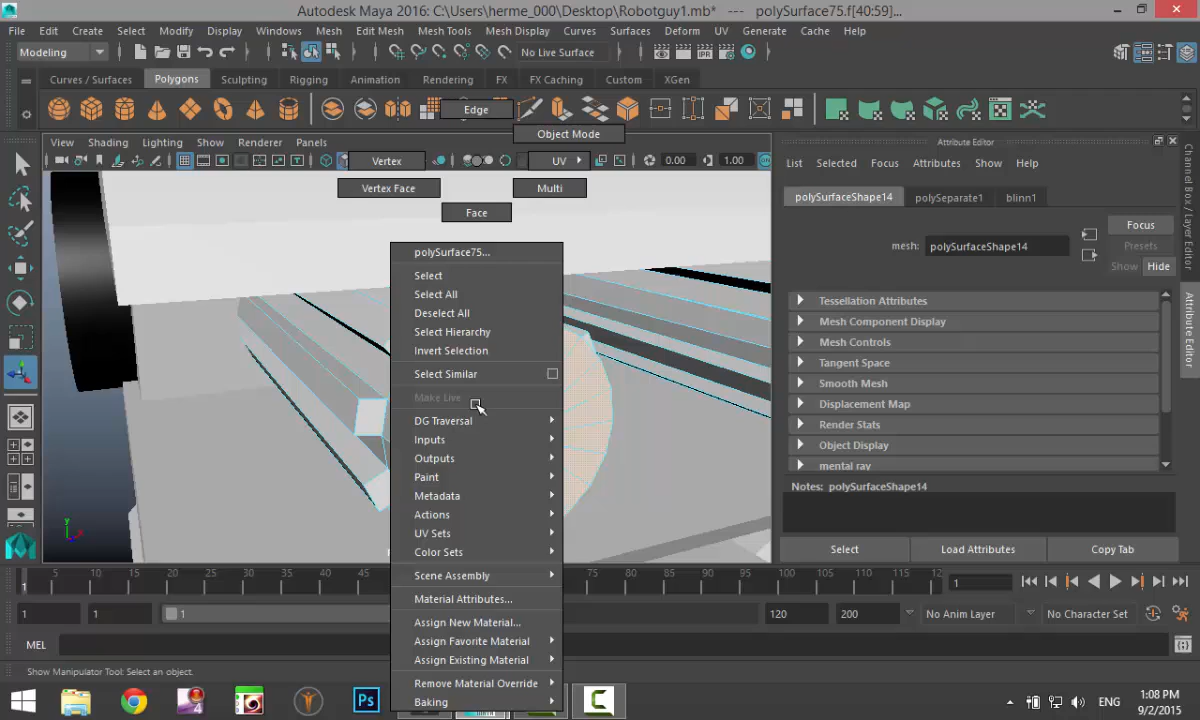 Autodesk Maya 2016: C:\Users\herme_000\Desktop\Robotguy1.mb* --- polySurface75.f[40:59]...
File Edit Create Select Modify Display Windows Mesh Edit Mesh Mesh Tools Mesh Display Curves Surfaces Deform UV Generate Cache Help
Modeling No Live Surface
Curves / Surfaces Polygons Sculpting Rigging Animation Rendering FX FX Caching Custom XGen
Edge
Object Mode
View Shading Lighting Show Renderer Panels
Vertex UV 0.00 1.00
Vertex Face Multi
Face
polySurface75...
Select
Select All
Deselect All
Select Hierarchy
Invert Selection
Select Similar
Make Live
DG Traversal
Inputs
Outputs
Paint
Metadata
Actions
UV Sets
Color Sets
Scene Assembly
Material Attributes...
Assign New Material...
Assign Favorite Material
Assign Existing Material
Remove Material Override
Baking
Attribute Editor
List Selected Focus Attributes Show Help
polySurfaceShape14 polySeparate1 blinn1
Focus
mesh: polySurfaceShape14 Presets
Show Hide
Tessellation Attributes
Mesh Component Display
Mesh Controls
Tangent Space
Smooth Mesh
Displacement Map
Render Stats
Object Display
mental ray
Notes: polySurfaceShape14
Select Load Attributes Copy Tab
Channel Box / Layer Editor
Attribute Editor
5 10 15 20 25 30 35 40 45 75 80 85 90 95 100 105 110 115 12
1 1
1 1 1 120 200 No Anim Layer No Character Set
MEL
Show Manipulator Tool: Select an object.
ENG 1:08 PM
9/2/2015